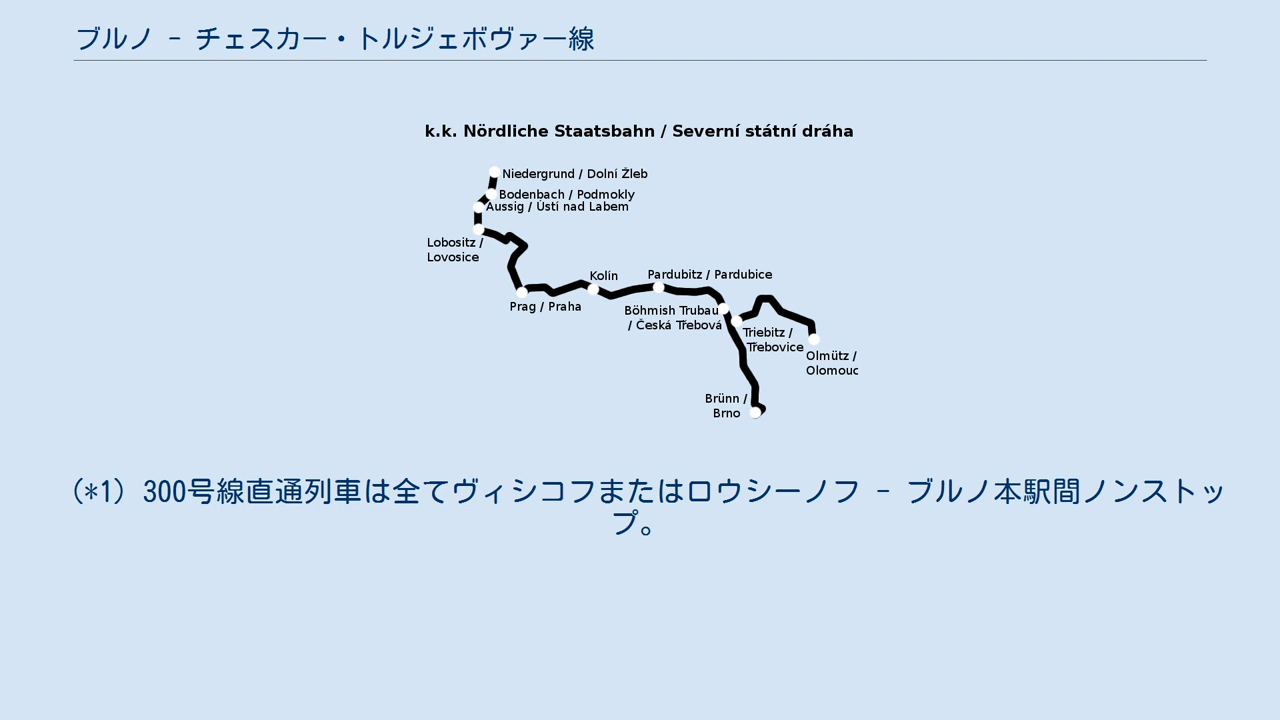 ブルノ － チェスカー・トルジェボヴァー線
k.k. Nördliche Staatsbahn / Severní státní dráha
Niedergrund / Dolní Žleb
Bodenbach / Podmokly
Aussig / Ústí nad Labem
Lobositz /
Lovosice
Prag / Praha
Kolín
Pardubitz / Pardubice
Böhmish Trubau
/ Česká Třebová
Triebitz /
Třebovice
Olmütz /
Olomouc
Brünn /
Brno
(*1) 300号線直通列車は全てヴィシコフまたはロウシーノフ － ブルノ本駅間ノンストッ
プ。